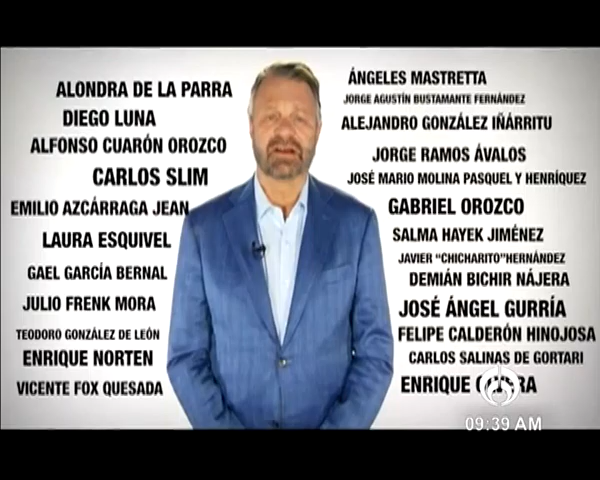 ALONDRA DE LA PARRA
DIEGO LUNA
ALFONSO CUARÓN OROZCO
CARLOS SLIM
EMILIO AZCÁRRAGA JEAN
LAURA ESQUIVEL
GAEL GARCÍA BERNAL
JULIO FRENK MORA
TEODORO GONZÁLEZ DE LEÓN
ENRIQUE NORTEN
VICENTE FOX QUESADA
ÁNGELES MASTRETTA
JORGE AGUSTÍN BUSTAMANTE FERNÁNDEZ
ALEJANDRO GONZÁLEZ IÑÁRRITU
JORGE RAMOS ÁVALOS
JOSÉ MARIO MOLINA PASQUEL Y HENRÍQUEZ
GABRIEL OROZCO
SALMA HAYEK JIMÉNEZ
JAVIER “CHICHARITO”HERNÁNDEZ
DEMIÁN BICHIR NÁJERA
JOSÉ ÁNGEL GURRÍA
FELIPE CALDERÓN HINOJOSA
CARLOS SALINAS DE GORTARI
ENRIQUE
09:39 AM